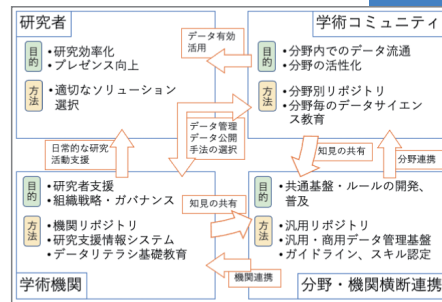 研究者
目的
・研究効率化
・プレゼンス向上
方法
・適切なソリューション
選択
データ有効
活用
学術コミュニティ
目的
・分野内でのデータ流通
・分野の活性化
方法
・分野別リポジトリ
・分野毎のデータサイエン
ス教育
データ管理
データ公開
手法の選択
日常的な研究
活動支援
知見の共有
分野連携
目的
・研究者支援
・組織戦略・ガバナンス
方法
・機関リポジトリ
・研究支援情報システム
・データリテラシ基礎教育
学術機関
知見の共有
機関連携
目的
・共通基盤・ルールの開発、
普及
方法
・汎用リポジトリ
・汎用・商用データ管理基盤
・ガイドライン、スキル認定
分野・機関横断連携